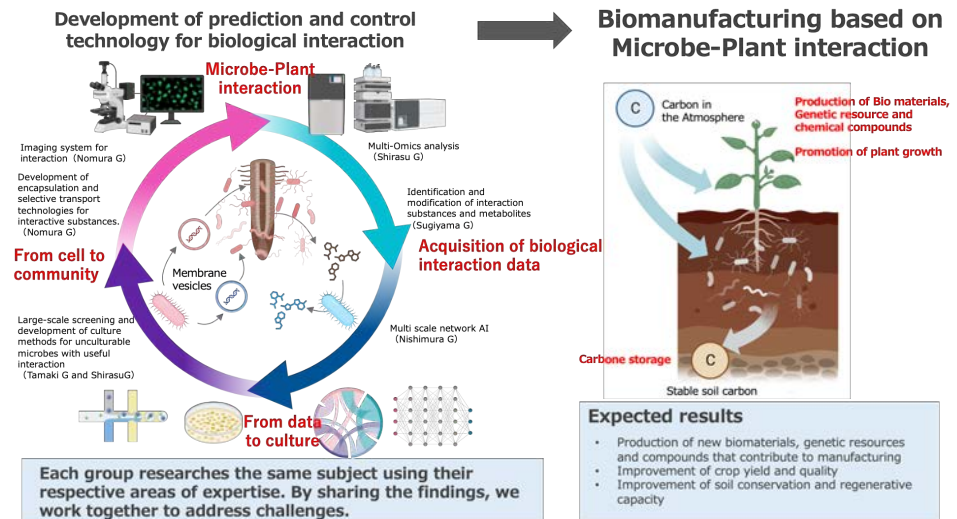 Development of prediction and control
technology for biological interaction
Microbe-Plant
interaction
Imaging system for
interaction（Nomura G）
Development of
encapsulation and
selective transport
technologies for
interactive substances.
（Nomura G）
From cell to
community
Large-scale screening and
development of culture
methods for unculturable
microbes with useful
interaction
（Tamaki G and ShirasuG）
Membrane
vesicles
Multi-Omics analysis
（Shirasu G）
Identification and
modification of interaction
substances and metabolites
（Sugiyama G）
Acquisition of biological
interaction data
Multi scale network AI
（Nishimura G）
From data
to culture
Each group researches the same subject using their
respective areas of expertise. By sharing the findings, we
work together to address challenges.
Biomanufacturing based on
Microbe-Plant interaction
C
Carbon in
the Atmosphere
Production of Bio materials,
Genetic resource and
chemical compounds
Promotion of plant growth
Carbone storage
C
Stable soil carbon
Expected results
• Production of new biomaterials, genetic resources
and compounds that contribute to manufacturing
• Improvement of crop yield and quality
• Improvement of soil conservation and regenerative
capacity